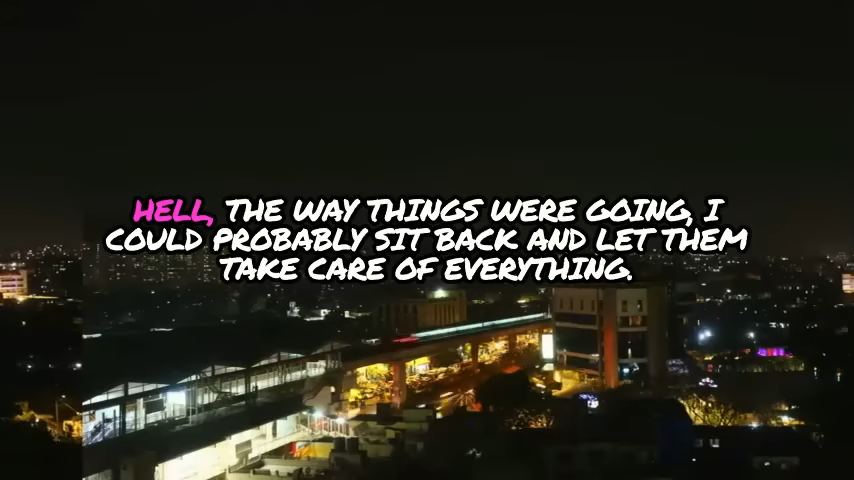 HELL, THE WAY THINGS WERE GOING, I
COULD PROBABLY SIT BACK AND LET THEM
TAKE CARE OF EVERYTHING.